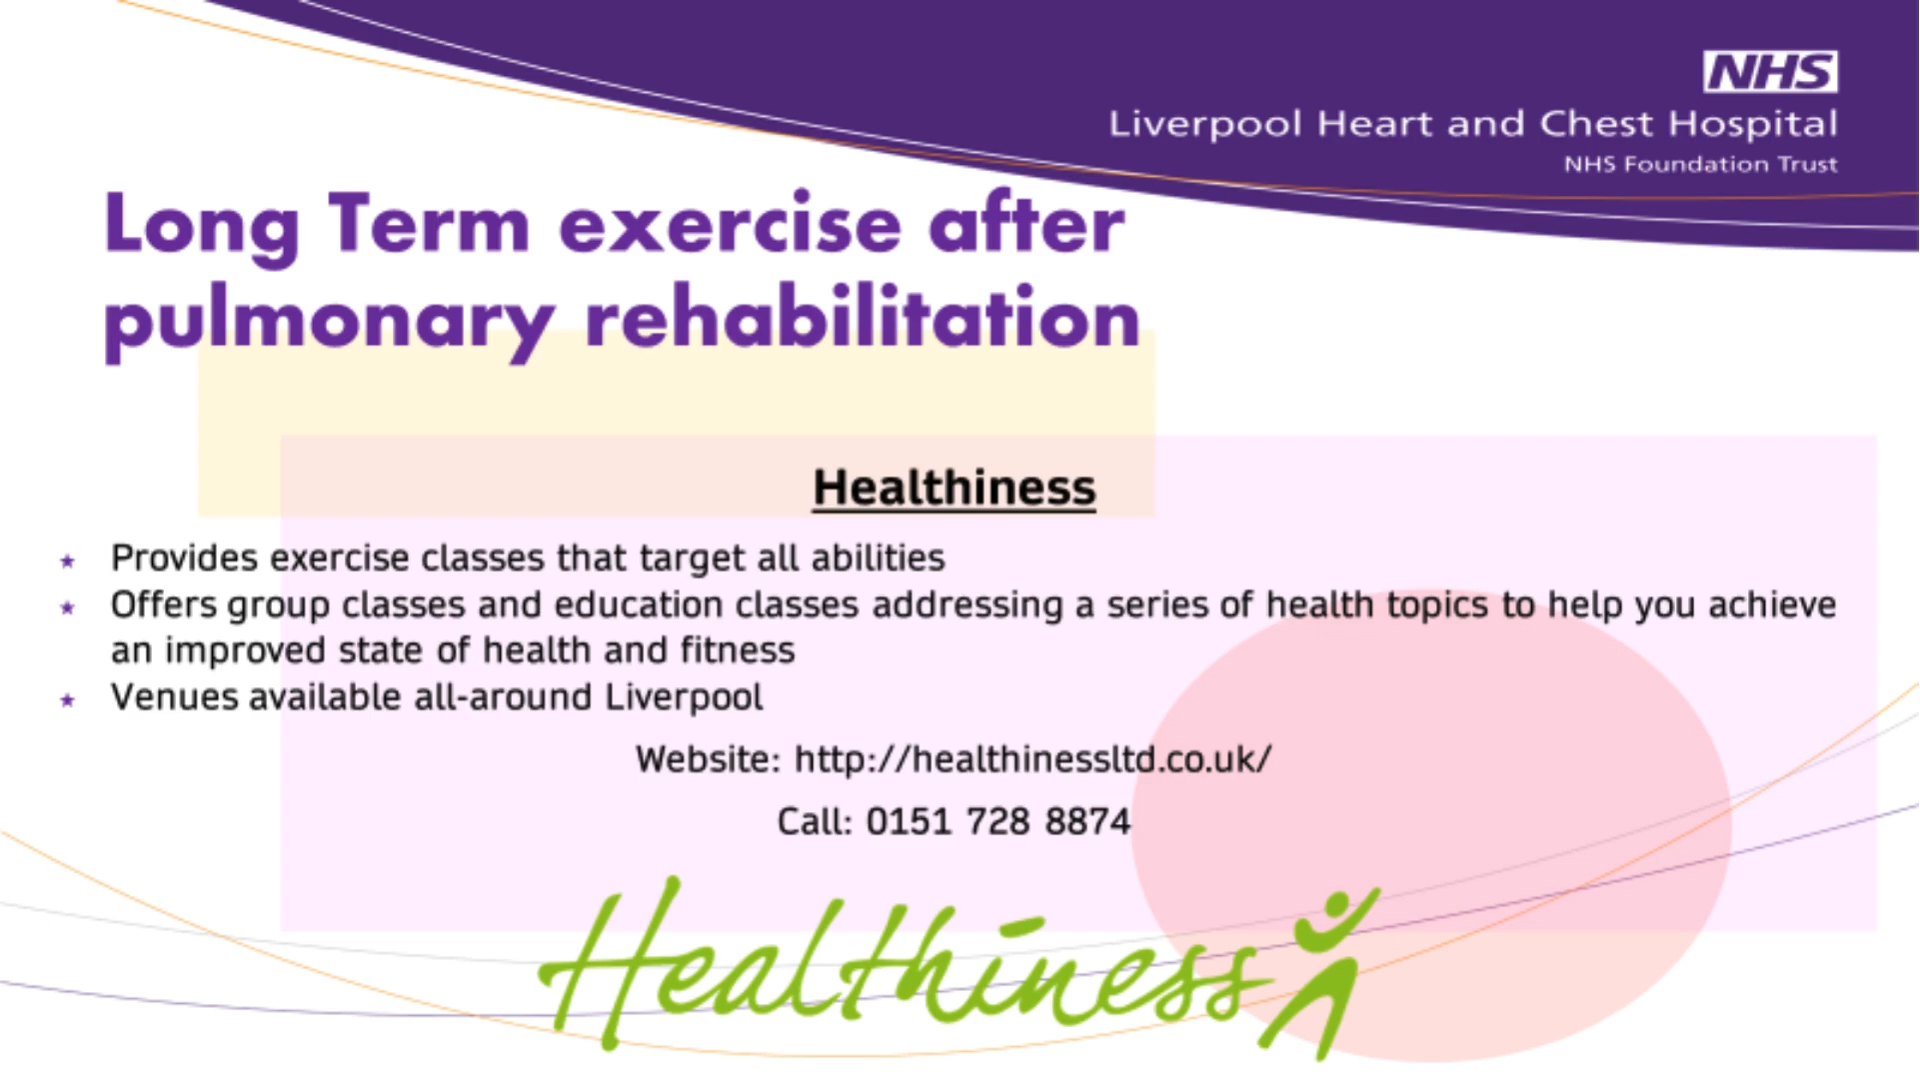 NHS
Liverpool Heart and Chest Hospital
NHS Foundation Trust
Long Term exercise after
pulmonary rehabilitation
Healthiness
Provides exercise classes that target all abilities
Offers group classes and education classes addressing a series of health topics to help you achieve
an improved state of health and fitness
Venues available all-around Liverpool
Website: http://healthinessltd.co.uk/
Call: 0151 728 8874
Healthiness